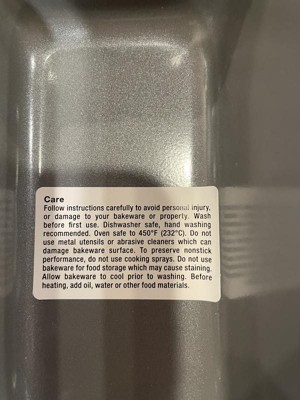 Care
Follow instructions carefully to avoid personal injury,
or damage to your bakeware or property. Wash
before first use. Dishwasher safe, hand washing
recommended. Oven safe to 450°F (232°C). Do not
use metal utensils or abrasive cleaners which can
damage bakeware surface. To preserve nonstick
performance, do not use cooking sprays. Do not use
bakeware for food storage which may cause staining.
Allow bakeware to cool prior to washing. Before
heating, add oil, water or other food materials.